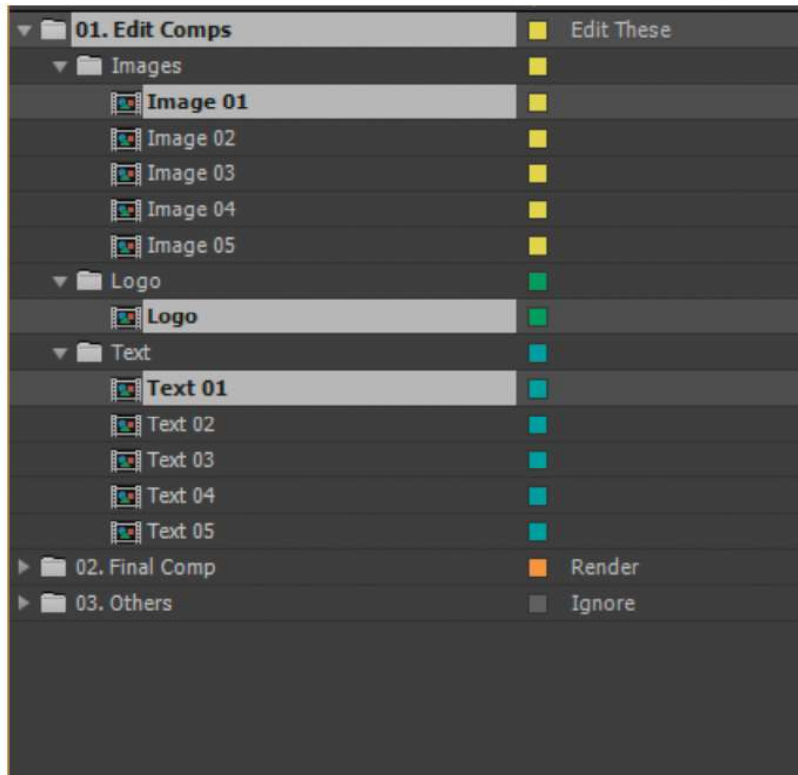 01. Edit Comps Edit These
Images
Image 01
Image 02
Image 03
Image 04
Image 05
Logo
Logo
Text
Text 01
Text 02
Text 03
Text 04
Text 05
02. Final Comp Render
03. Others Ignore